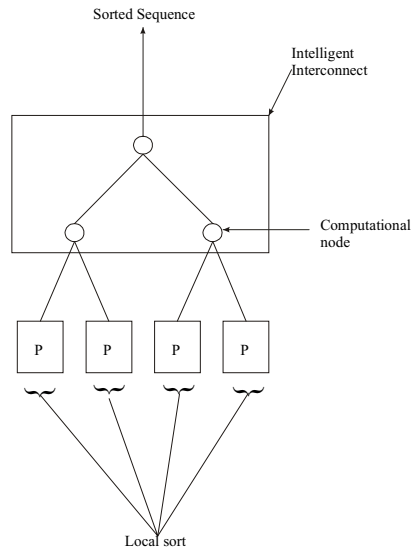 Sorted Sequence
Intelligent
Interconnect
Computational
node
P P P P
Local sort